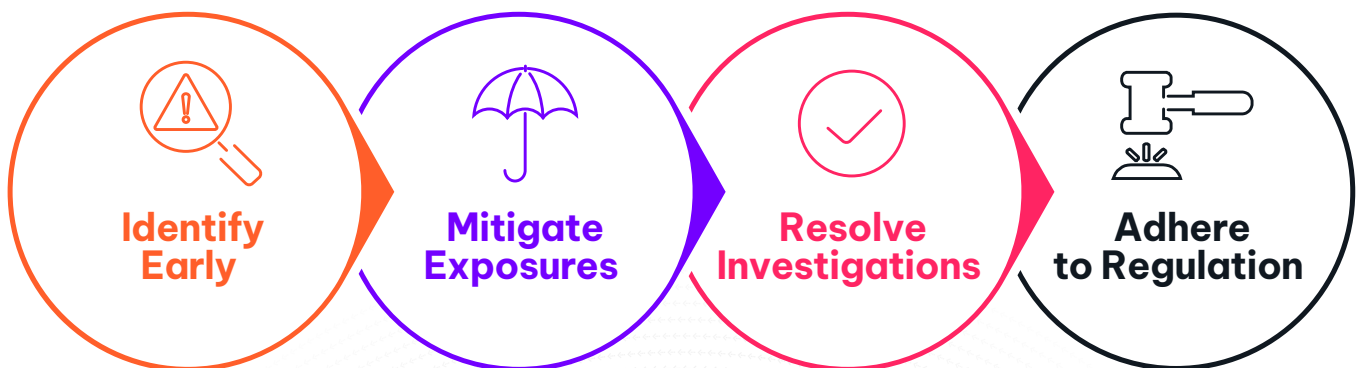 Identify
Early
Mitigate
Exposures
Resolve
Investigations
Adhere
to Regulation